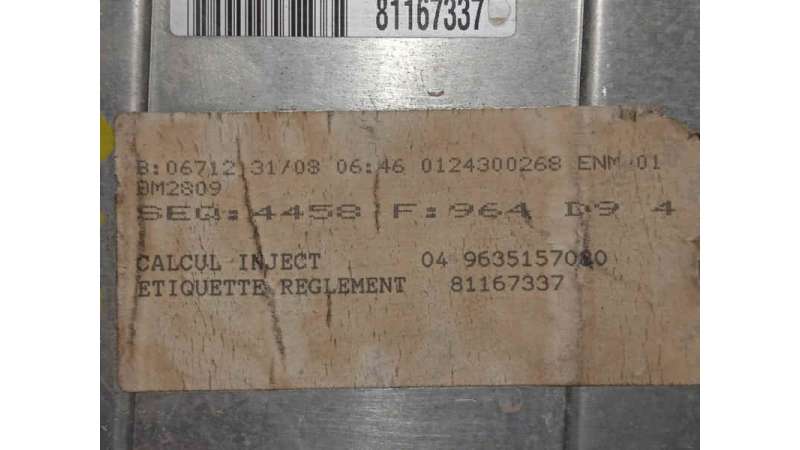 81167337
B:06712 31/08 06:46 0124300268 ENM 01
BM2809
SEQ:4458 F:964 D9 4
CALCUL INJECT 04 9635157080
ETIQUETTE REGLEMENT 81167337